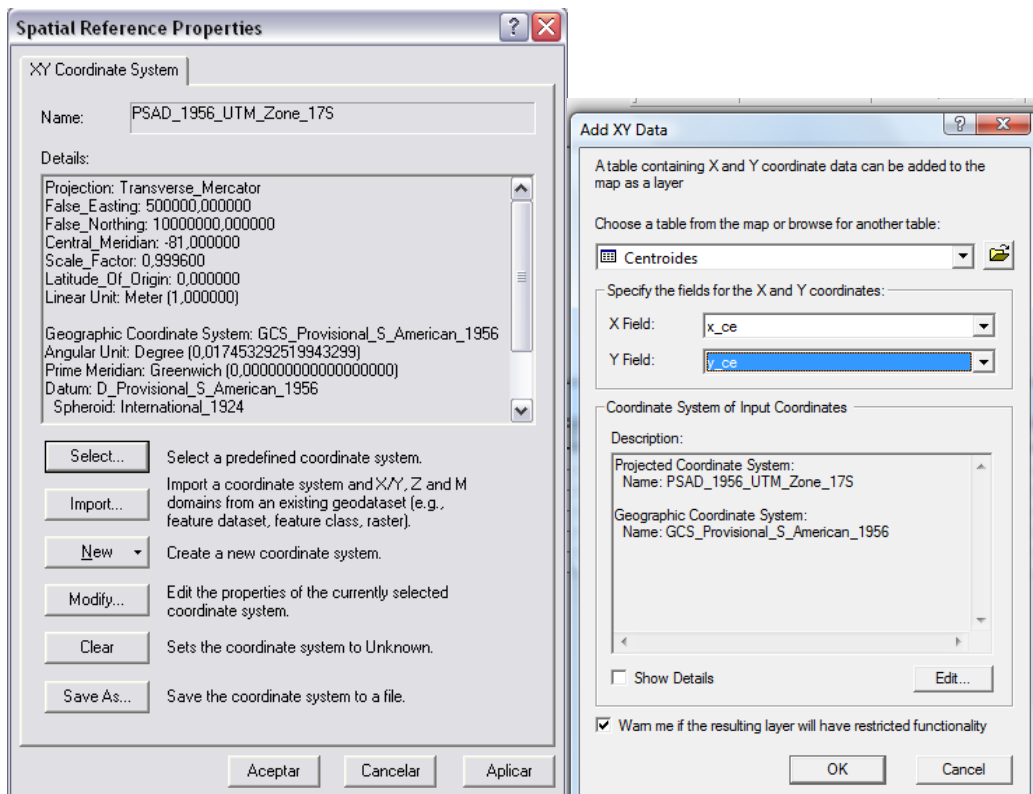 Spatial Reference Properties
XY Coordinate System
Name: PSAD_1956_UTM_Zone_17S
Details:
Projection: Transverse_Mercator
False_Easting: 500000,000000
False_Northing: 10000000,000000
Central_Meridian: -81,000000
Scale_Factor: 0,999600
Latitude_Of_Origin: 0,000000
Linear Unit: Meter (1,000000)
Geographic Coordinate System: GCS_Provisional_S_American_1956
Angular Unit: Degree (0,017453292519943299)
Prime Meridian: Greenwich (0,000000000000000000)
Datum: D_Provisional_S_American_1956
Spheroid: International_1924
Select... Select a predefined coordinate system.
Import... Import a coordinate system and X/Y, Z and M
domains from an existing geodataset (e.g.,
feature dataset, feature class, raster).
New Create a new coordinate system.
Modify... Edit the properties of the currently selected
coordinate system.
Clear Sets the coordinate system to Unknown.
Save As... Save the coordinate system to a file.
Aceptar Cancelar Aplicar
Add XY Data
A table containing X and Y coordinate data can be added to the
map as a layer
Choose a table from the map or browse for another table:
Centroides
Specify the fields for the X and Y coordinates:
X Field: x_ce
Y Field: y_ce
Coordinate System of Input Coordinates
Description:
Projected Coordinate System:
Name: PSAD_1956_UTM_Zone_17S
Geographic Coordinate System:
Name: GCS_Provisional_S_American_1956
Show Details Edit...
Warn me if the resulting layer will have restricted functionality
OK Cancel